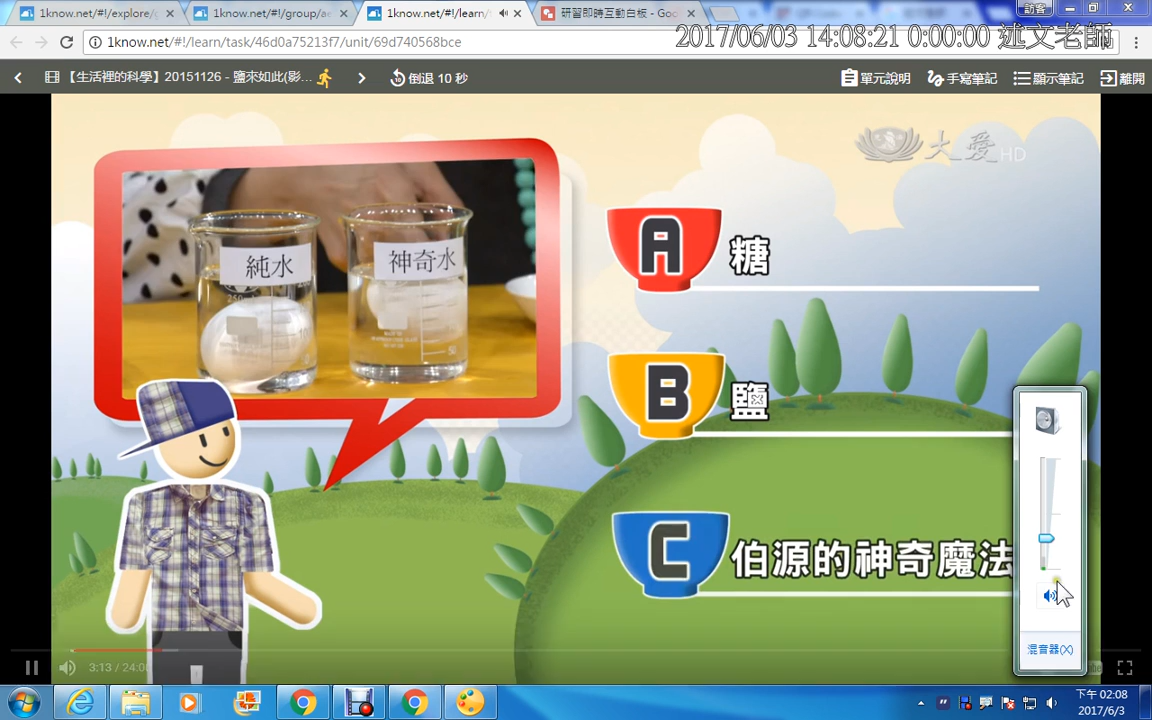 1know.net/#!/explore/g
1know.net/#!/group/ae
1know.net/#!/learn/
研習即時互動白板 - Goo
訪客
1know.net/#!/learn/task/46d0a75213f7/unit/69d740568bce
2017/06/03 14:08:21 0:00:00 述文老師
【生活裡的科學】20151126 - 鹽來如此(影...
倒退 10 秒
單元說明
手寫筆記
顯示筆記
離開
大愛HD
純水
神奇水
A 糖
B 鹽
C 伯源的神奇魔法
混音器(X)
3:13 / 24:0
下午 02:08
2017/6/3